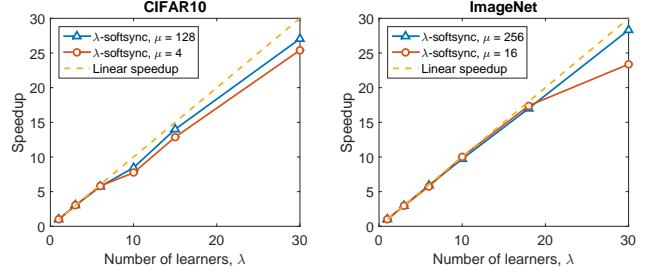 CIFAR10
30
25
20
15
10
5
0
Speedup
λ-softsync, μ = 128
λ-softsync, μ = 4
Linear speedup
0 10 20 30
Number of learners, λ
ImageNet
30
25
20
15
10
5
0
Speedup
λ-softsync, μ = 256
λ-softsync, μ = 16
Linear speedup
0 10 20 30
Number of learners, λ